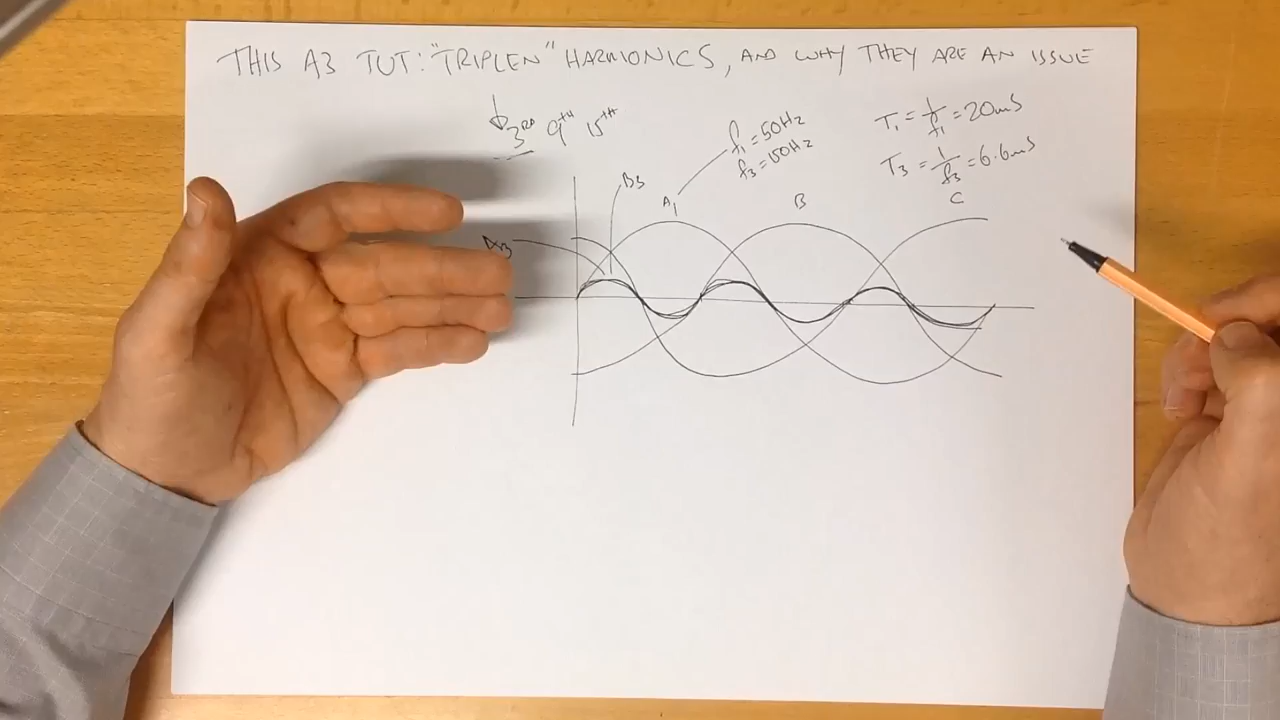 THIS A3 TUT: "TRIPLEN" HARMONICS, AND WHY THEY ARE AN ISSUE
3RD 9TH 15TH
f1 = 50Hz
f3 = 150Hz
T1 = 1/f1 = 20mS
T3 = 1/f3 = 6.6mS
B3
A1
B
C
A3